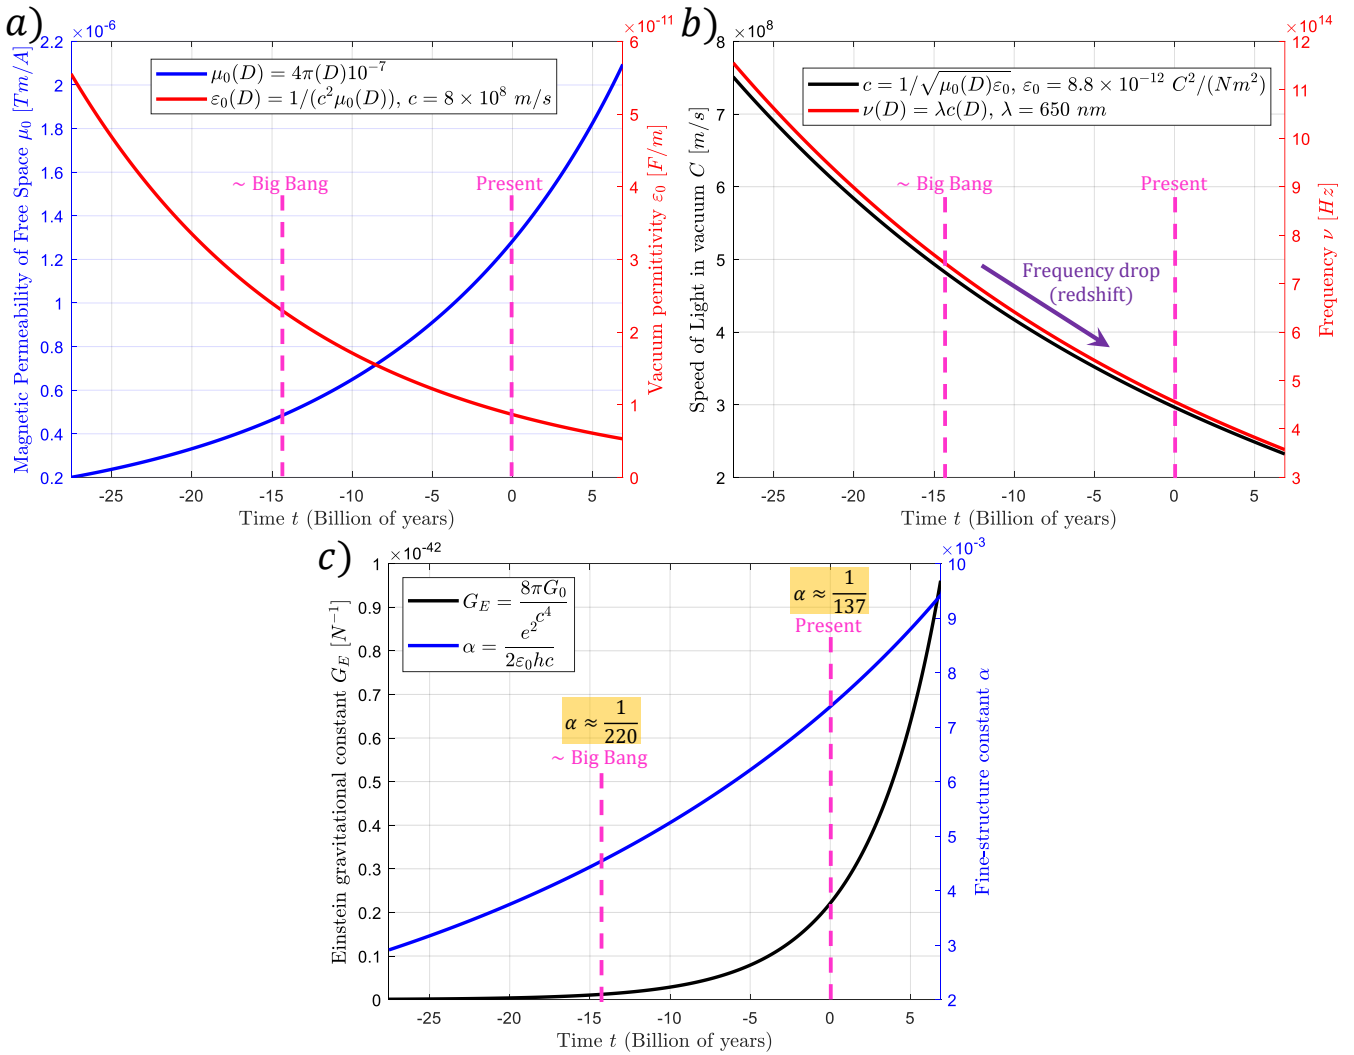 a)
×10^-6
×10^-11
2.2
2
1.8
1.6
1.4
1.2
1
0.8
0.6
0.4
0.2
Magnetic Permeability of Free Space μ₀ [Tm/A]
μ₀(D) = 4π(D)10⁻⁷
ε₀(D) = 1/(c²μ₀(D)), c = 8 × 10⁸ m/s
~ Big Bang
Present
6
5
4
3
2
1
0
Vacuum permittivity ε₀ [F/m]
-25 -20 -15 -10 -5 0 5
Time t (Billion of years)
b)
×10^8
×10^14
8
7
6
5
4
3
2
Speed of Light in vacuum C [m/s]
c = 1/√(μ₀(D)ε₀), ε₀ = 8.8 × 10⁻¹² C²/(Nm²)
ν(D) = λc(D), λ = 650 nm
~ Big Bang
Present
Frequency drop
(redshift)
12
11
10
9
8
7
6
5
4
3
Frequency ν [Hz]
-25 -20 -15 -10 -5 0 5
Time t (Billion of years)
c)
×10^-42
×10^-3
1
0.9
0.8
0.7
0.6
0.5
0.4
0.3
0.2
0.1
0
Einstein gravitational constant G_E [N⁻¹]
G_E = 8πG₀/c⁴
α = e²/2ε₀hc
α ≈ 1/137
Present
α ≈ 1/220
~ Big Bang
10
9
8
7
6
5
4
3
2
Fine-structure constant α
-25 -20 -15 -10 -5 0 5
Time t (Billion of years)